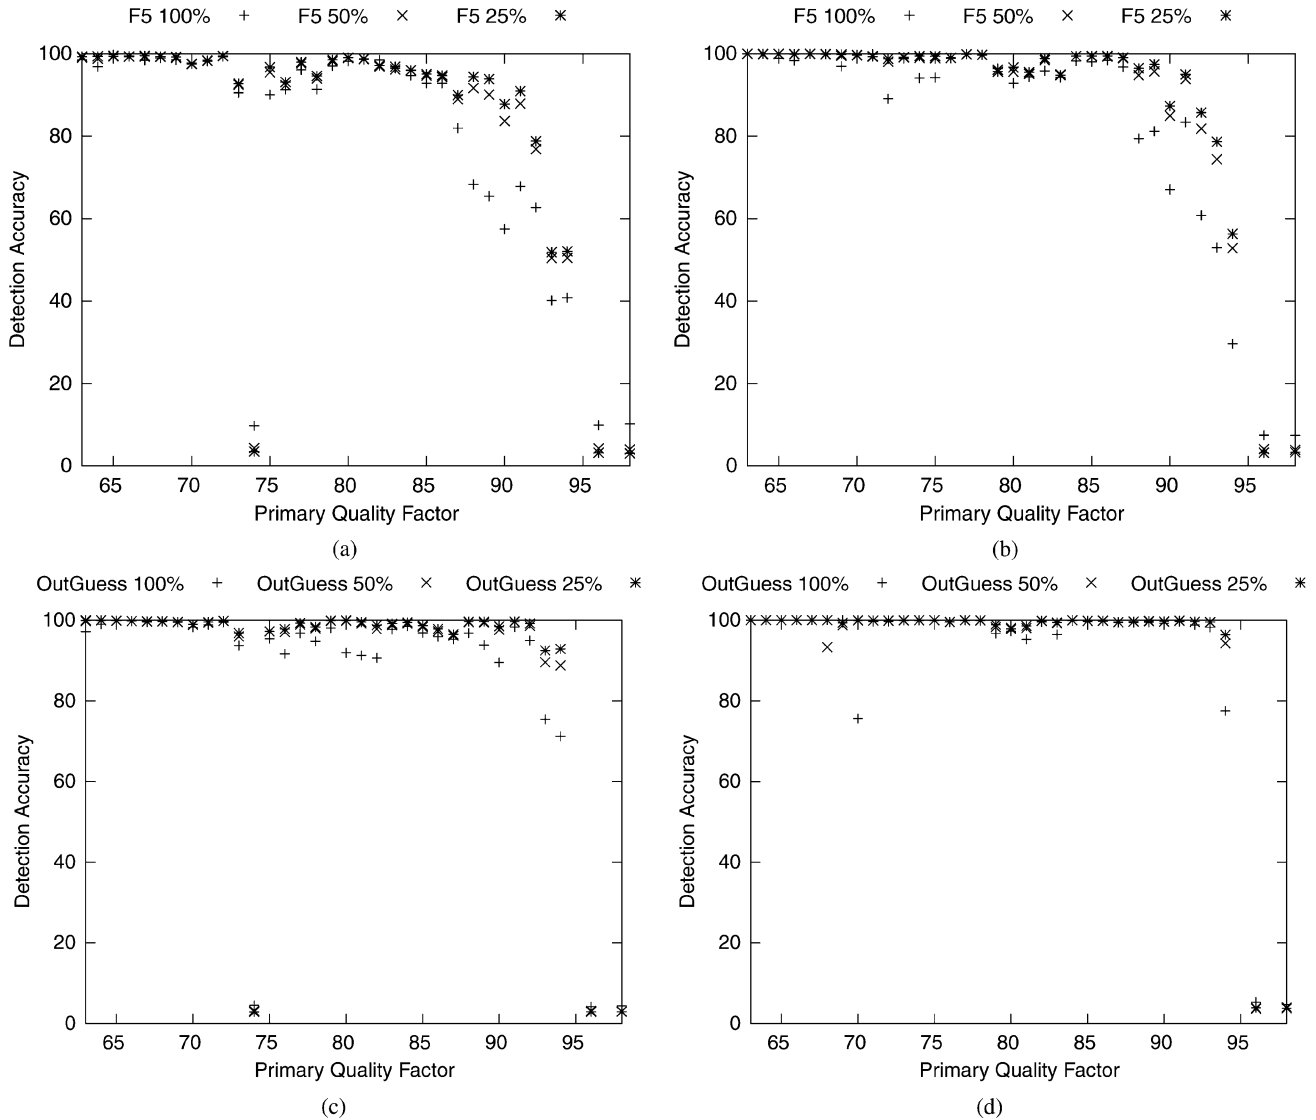 F5 100% + F5 50% × F5 25% ✳
100
80
60
40
20
0
Detection Accuracy
65 70 75 80 85 90 95
Primary Quality Factor
(a)
F5 100% + F5 50% × F5 25% ✳
100
80
60
40
20
0
Detection Accuracy
65 70 75 80 85 90 95
Primary Quality Factor
(b)
OutGuess 100% + OutGuess 50% × OutGuess 25% ✳
100
80
60
40
20
0
Detection Accuracy
65 70 75 80 85 90 95
Primary Quality Factor
(c)
OutGuess 100% + OutGuess 50% × OutGuess 25% ✳
100
80
60
40
20
0
Detection Accuracy
65 70 75 80 85 90 95
Primary Quality Factor
(d)